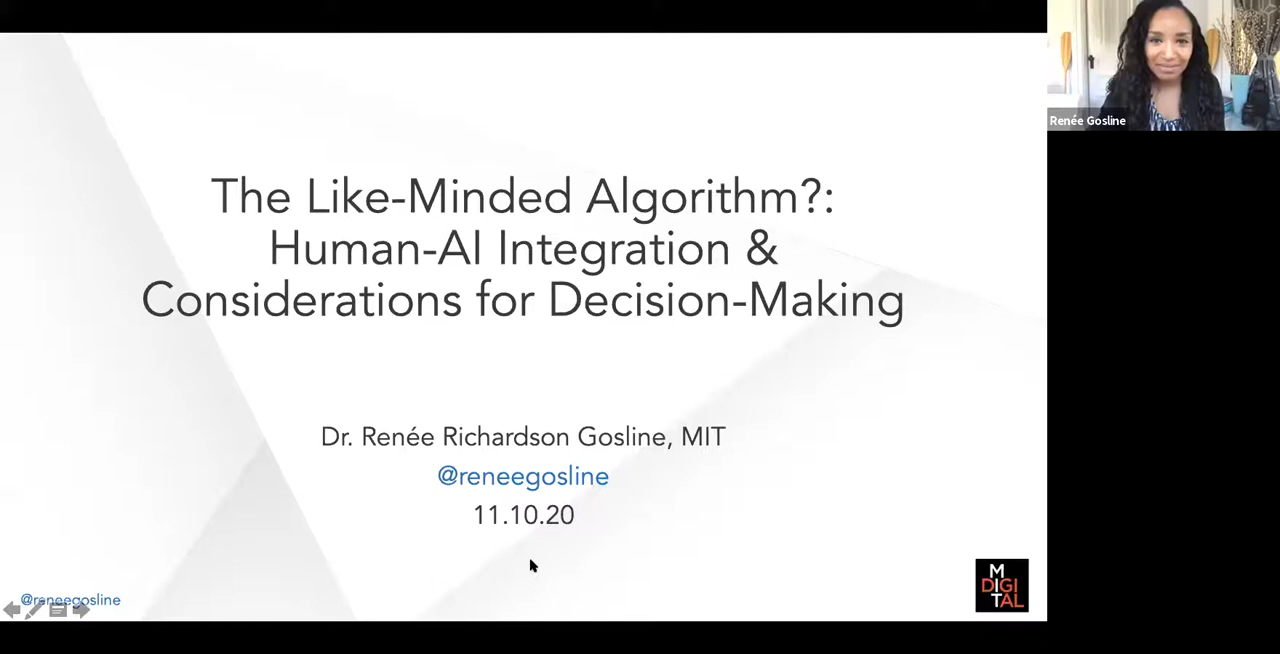 The Like-Minded Algorithm?:
Human-AI Integration &
Considerations for Decision-Making
Dr. Renée Richardson Gosline, MIT
@reneegosline
11.10.20
@reneegosline
M
DIGI
TAL
Renée Gosline